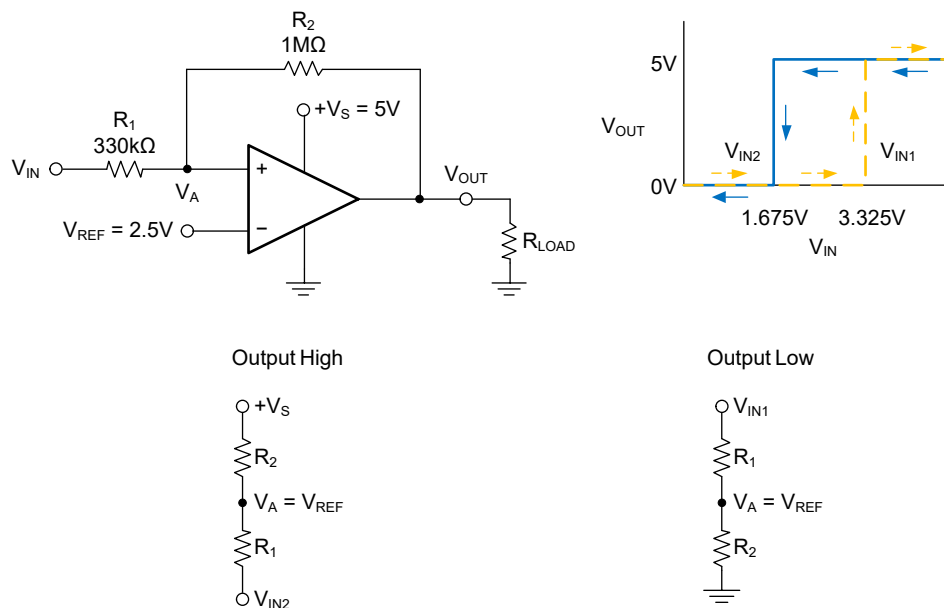 R2
1MΩ
+VS = 5V
R1
330kΩ
VIN
VA
+
−
VREF = 2.5V
VOUT
RLOAD
5V
VOUT
0V
VIN2
VIN1
1.675V
3.325V
VIN
Output High
+VS
R2
VA = VREF
R1
VIN2
Output Low
VIN1
R1
VA = VREF
R2